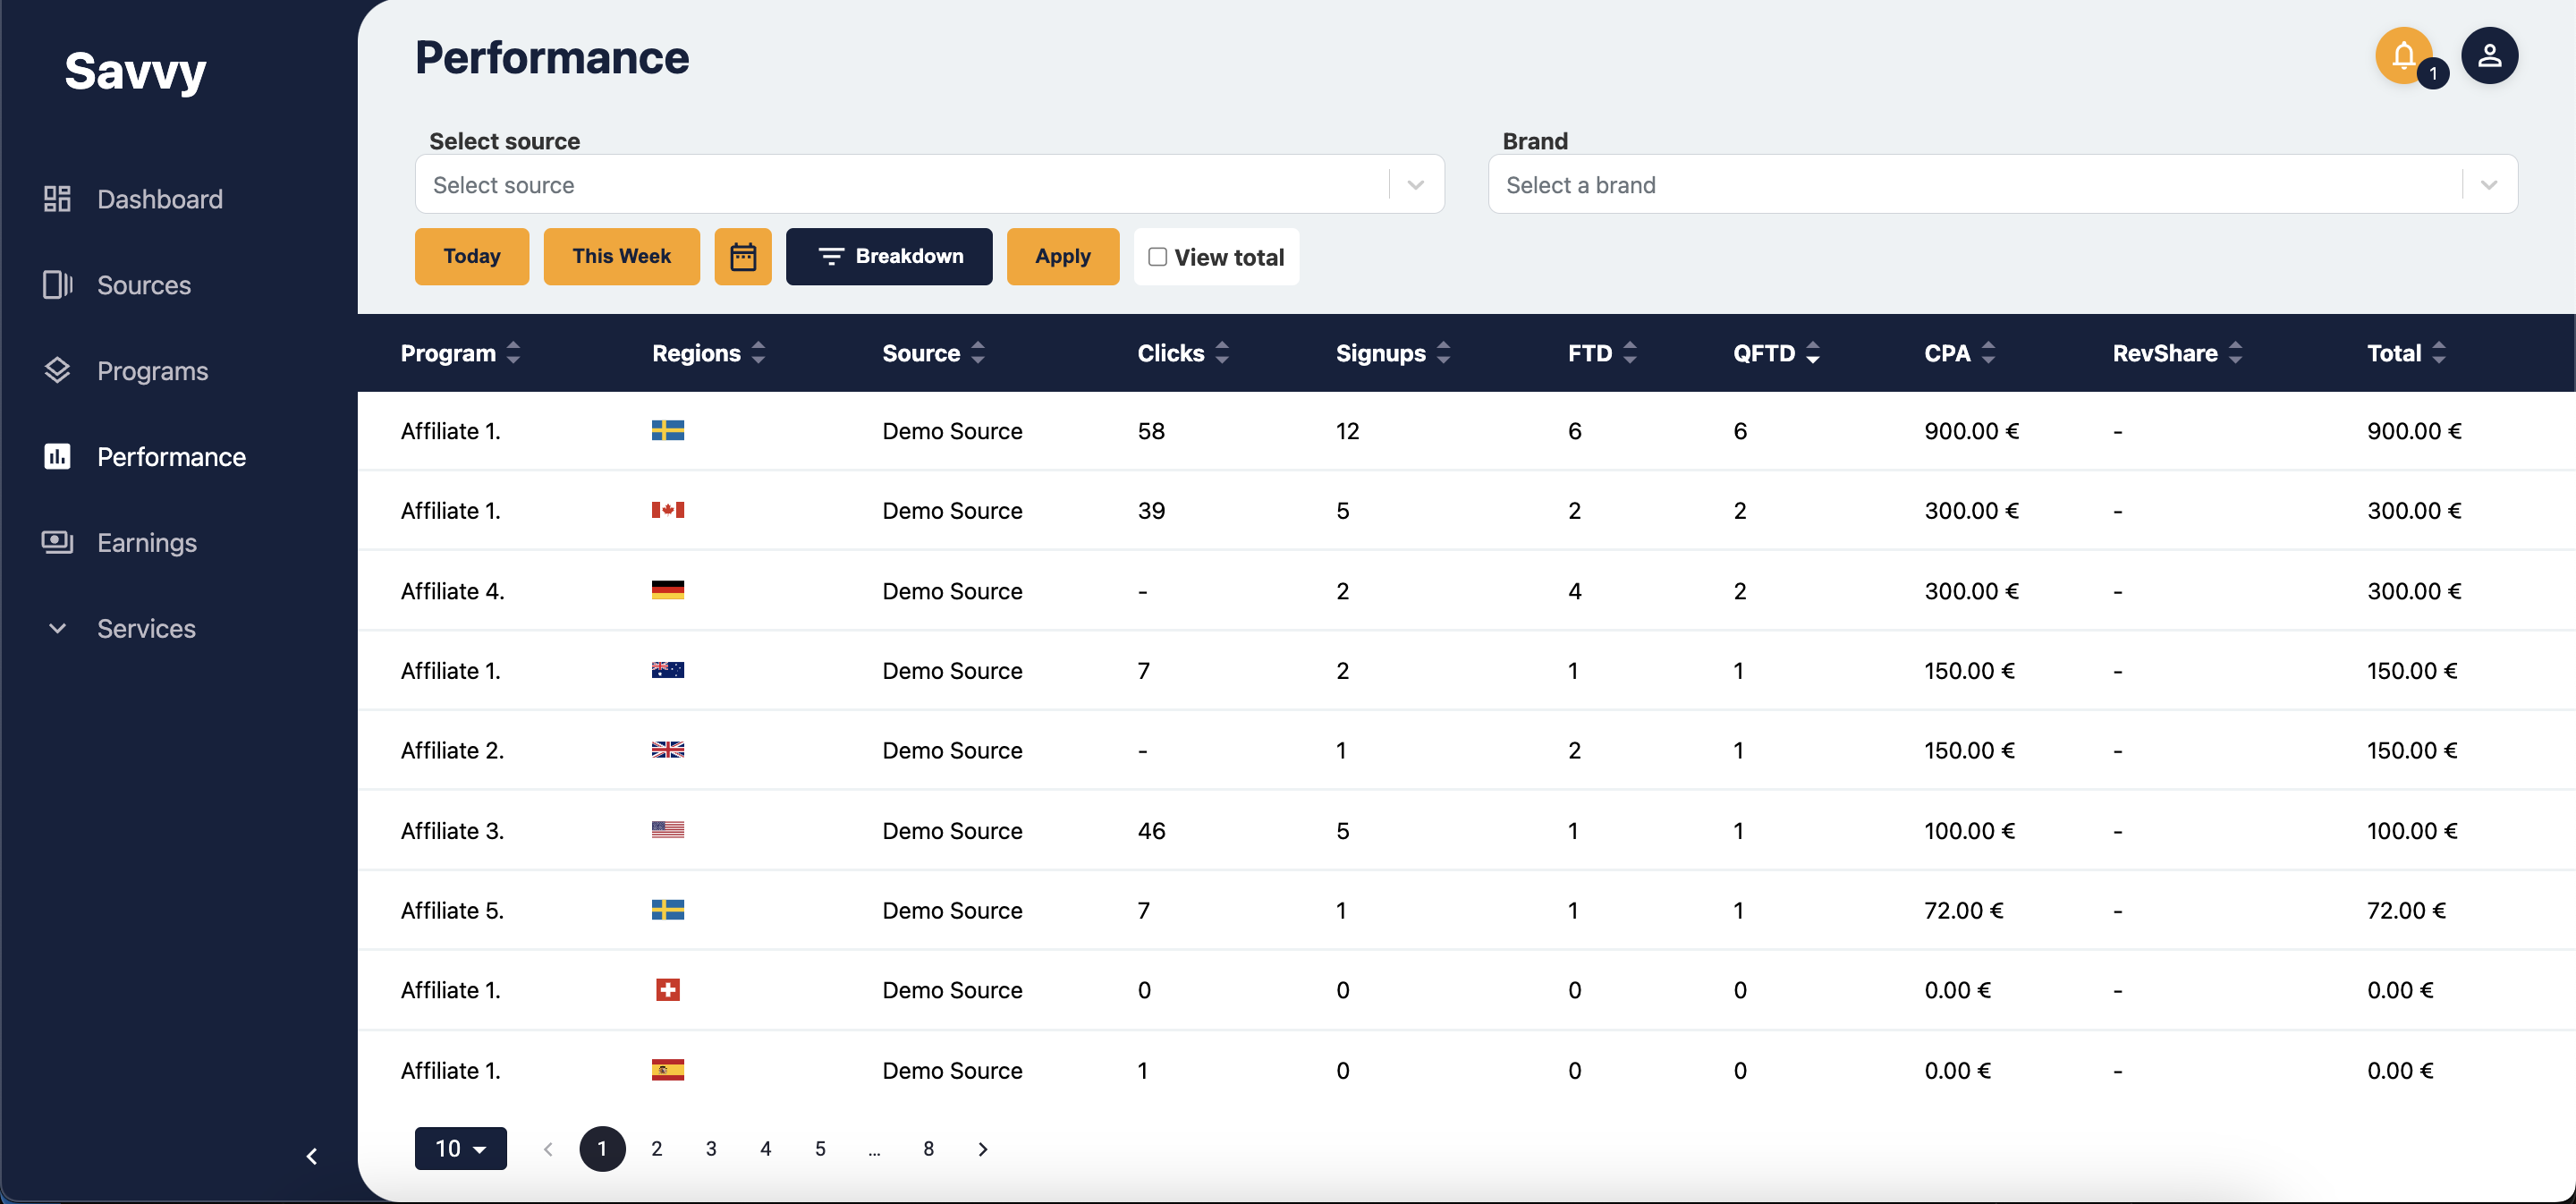 Savvy
Dashboard
Sources
Programs
Performance
Earnings
Services
Performance
1
Select source
Select source
Brand
Select a brand
Today This Week Breakdown Apply View total
Program Regions Source Clicks Signups FTD QFTD CPA RevShare Total
Affiliate 1. Demo Source 58 12 6 6 900.00 € - 900.00 €
Affiliate 1. Demo Source 39 5 2 2 300.00 € - 300.00 €
Affiliate 4. Demo Source - 2 4 2 300.00 € - 300.00 €
Affiliate 1. Demo Source 7 2 1 1 150.00 € - 150.00 €
Affiliate 2. Demo Source - 1 2 1 150.00 € - 150.00 €
Affiliate 3. Demo Source 46 5 1 1 100.00 € - 100.00 €
Affiliate 5. Demo Source 7 1 1 1 72.00 € - 72.00 €
Affiliate 1. Demo Source 0 0 0 0 0.00 € - 0.00 €
Affiliate 1. Demo Source 1 0 0 0 0.00 € - 0.00 €
10 1 2 3 4 5 ... 8